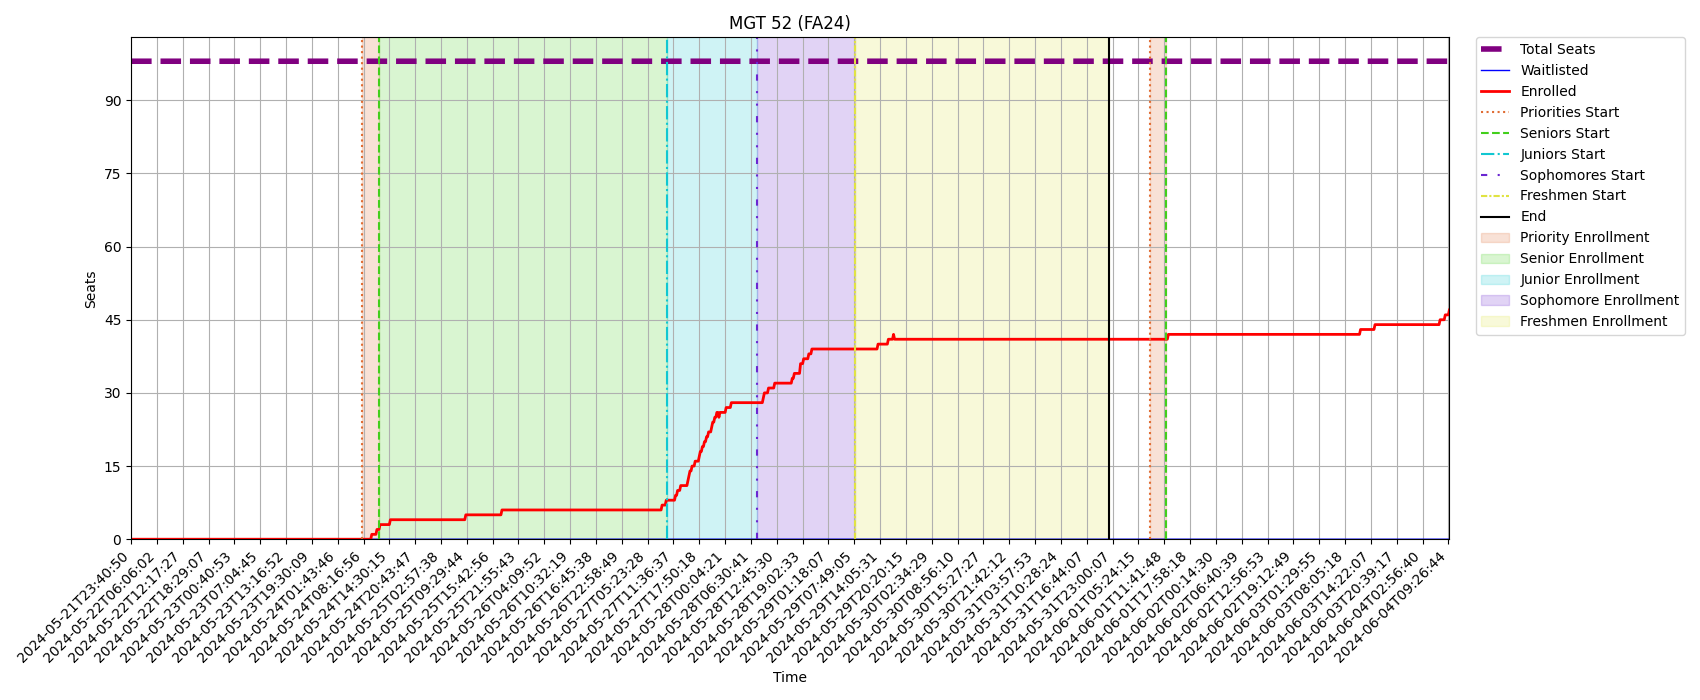 MGT 52 (FA24)
Seats
90
75
60
45
30
15
0
2024-05-21T23:40:50
2024-05-22T06:06:02
2024-05-22T12:17:27
2024-05-22T18:29:07
2024-05-23T00:40:53
2024-05-23T07:04:45
2024-05-23T13:16:52
2024-05-23T19:30:09
2024-05-24T01:43:46
2024-05-24T08:16:56
2024-05-24T14:30:15
2024-05-24T20:43:47
2024-05-25T02:57:38
2024-05-25T09:29:44
2024-05-25T15:42:56
2024-05-25T21:55:43
2024-05-26T04:09:52
2024-05-26T10:32:19
2024-05-26T16:45:38
2024-05-26T22:58:49
2024-05-27T05:23:28
2024-05-27T11:36:37
2024-05-27T17:50:18
2024-05-28T00:04:21
2024-05-28T06:30:41
2024-05-28T12:45:30
2024-05-28T19:02:33
2024-05-29T01:18:07
2024-05-29T07:49:05
2024-05-29T14:05:31
2024-05-29T20:20:15
2024-05-30T02:34:29
2024-05-30T08:56:10
2024-05-30T15:27:27
2024-05-30T21:42:12
2024-05-31T03:57:53
2024-05-31T10:28:24
2024-05-31T16:44:07
2024-05-31T23:00:07
2024-06-01T05:24:15
2024-06-01T11:41:48
2024-06-01T17:58:18
2024-06-02T00:14:30
2024-06-02T06:40:39
2024-06-02T12:56:53
2024-06-02T19:12:49
2024-06-03T01:29:55
2024-06-03T08:05:18
2024-06-03T14:22:07
2024-06-03T20:39:17
2024-06-04T02:56:40
2024-06-04T09:26:44
Time
Total Seats
Waitlisted
Enrolled
Priorities Start
Seniors Start
Juniors Start
Sophomores Start
Freshmen Start
End
Priority Enrollment
Senior Enrollment
Junior Enrollment
Sophomore Enrollment
Freshmen Enrollment